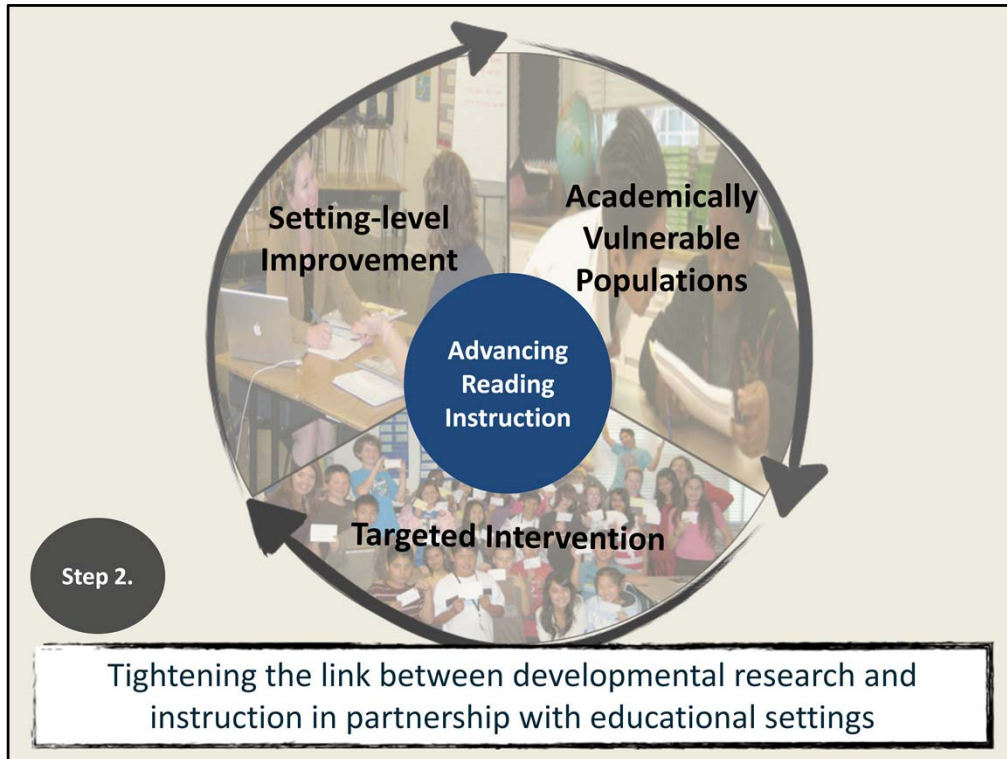 Setting-level
Improvement
Academically
Vulnerable
Populations
Advancing
Reading
Instruction
Targeted Intervention
Step 2.
Tightening the link between developmental research and
instruction in partnership with educational settings